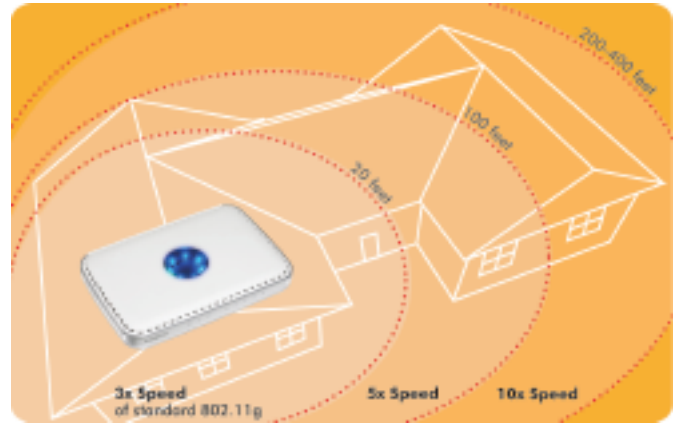 200-400 feet
100 feet
20 feet
3x Speed
of standard 802.11g
5x Speed
10x Speed